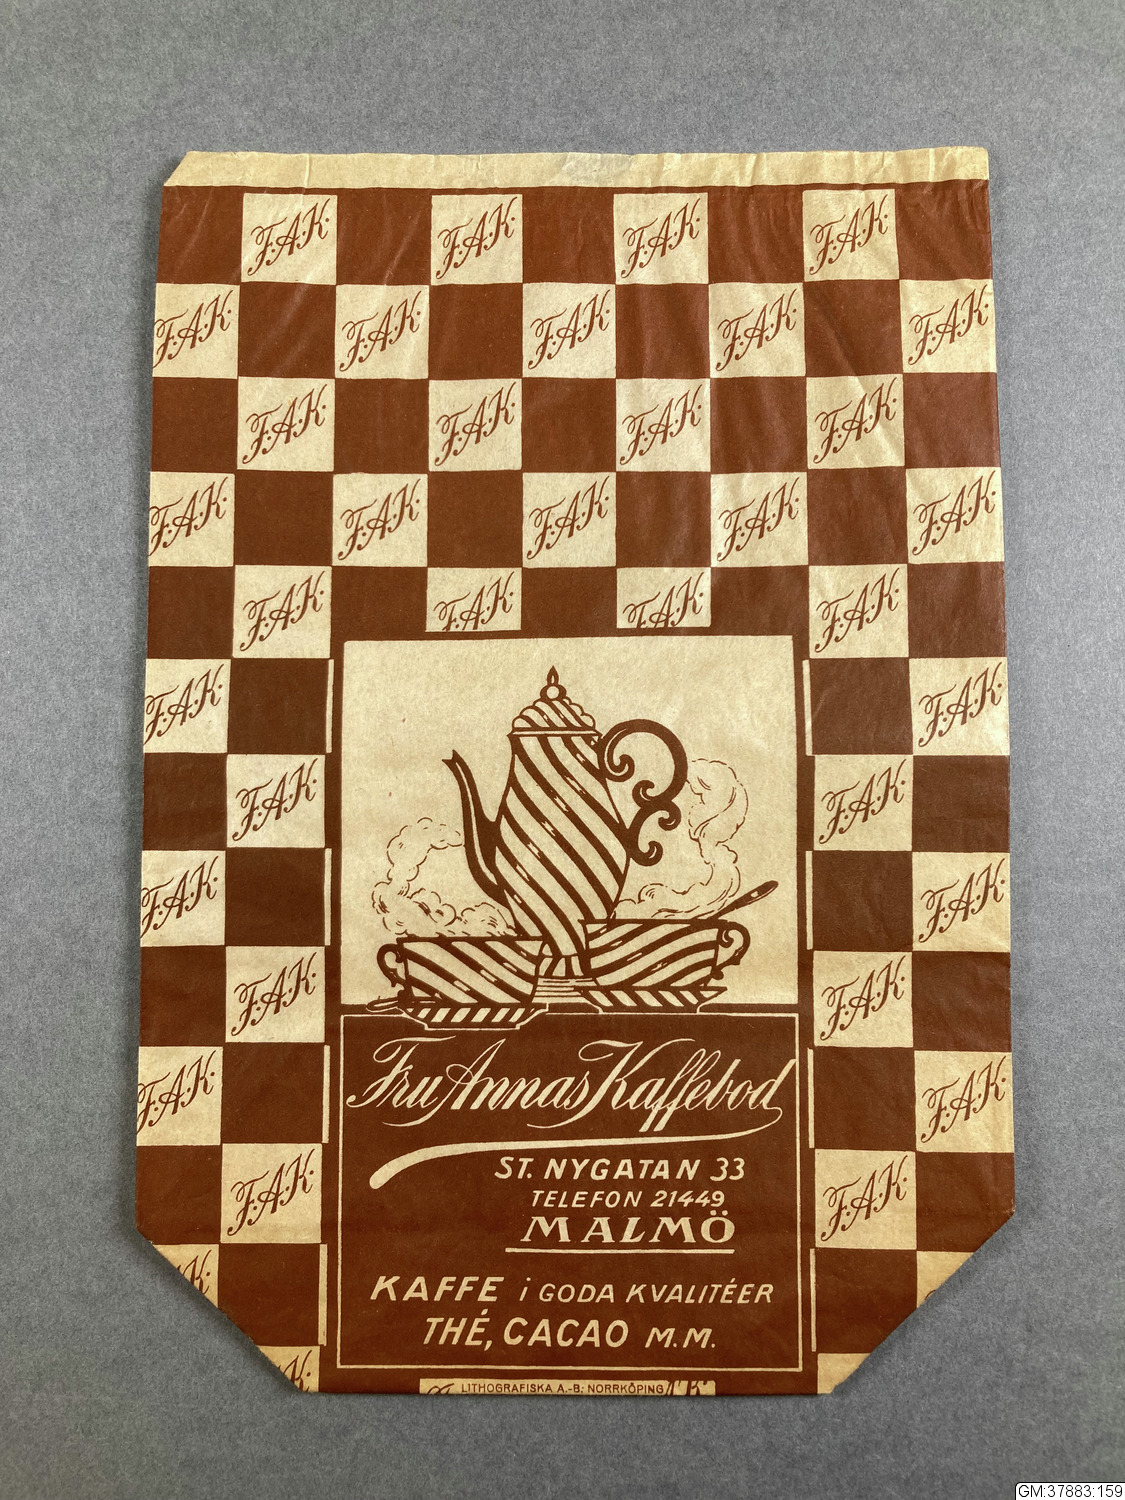 F.A.K. F.A.K. F.A.K. F.A.K.
F.A.K. F.A.K. F.A.K. F.A.K. F.A.K.
F.A.K. F.A.K. F.A.K. F.A.K.
F.A.K. F.A.K. F.A.K. F.A.K. F.A.K.
F.A.K. F.A.K. F.A.K. F.A.K.
F.A.K. F.A.K.
F.A.K. F.A.K.
F.A.K. F.A.K.
F.A.K. F.A.K.
F.A.K. F.A.K.
F.A.K. F.A.K.
Fru Annas Kaffebod
ST. NYGATAN 33
TELEFON 21449
MALMÖ
KAFFE i GODA KVALITÉER
THÉ, CACAO M.M.
LITHOGRAFISKA A.-B. NORRKÖPING
GM:37883:159